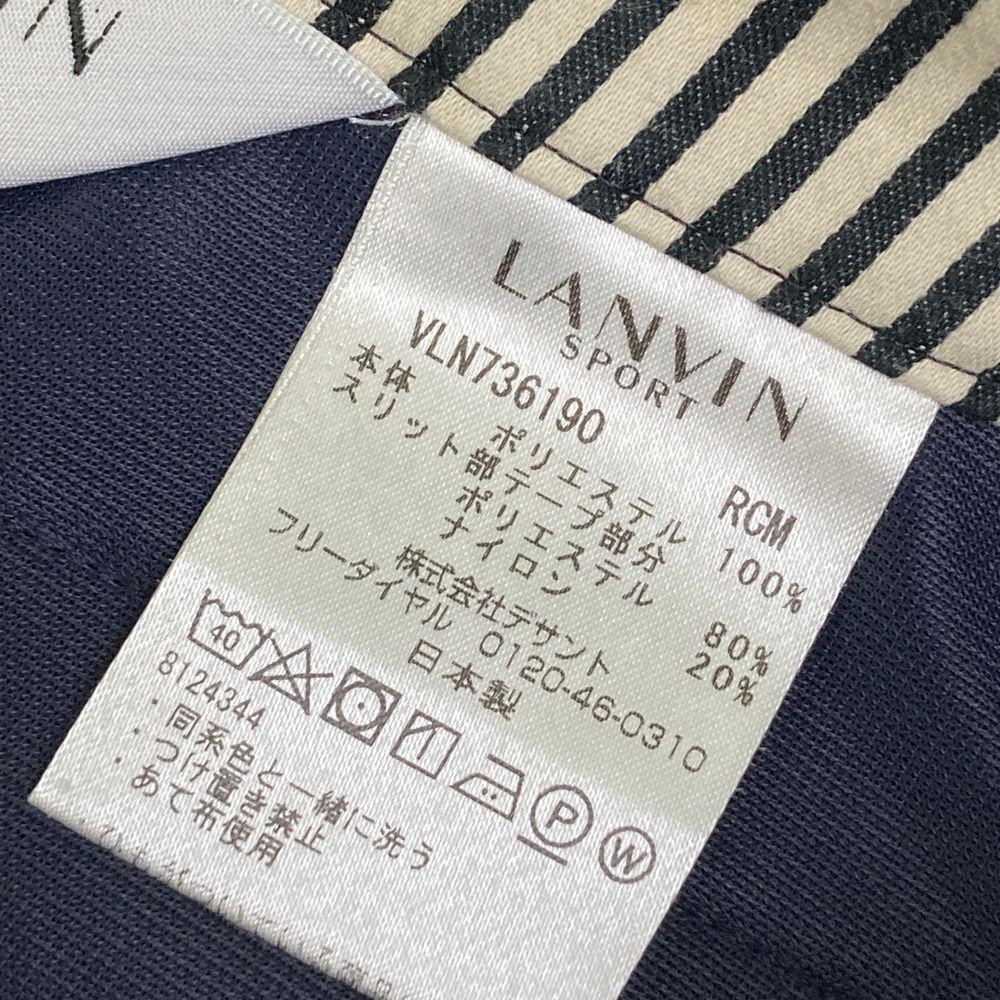 N
LANVIN
SPORT
VLN736190 RCM
本体 ポリエステル 100%
スリット部テープ部分
ポリエステル 80%
ナイロン 20%
株式会社デサント
フリーダイヤル 0120-46-0310
日本製
40 P W
8124344
・同系色と一緒に洗う
・つけ置き禁止
・あて布使用